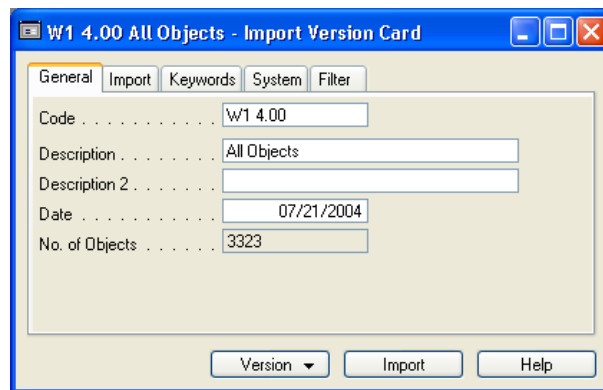 W1 4.00 All Objects - Import Version Card
General Import Keywords System Filter
Code . . . . . . . . . . . W1 4.00
Description . . . . . . . . All Objects
Description 2 . . . . . . .
Date . . . . . . . . . . . 07/21/2004
No. of Objects . . . . . . 3323
Version Import Help